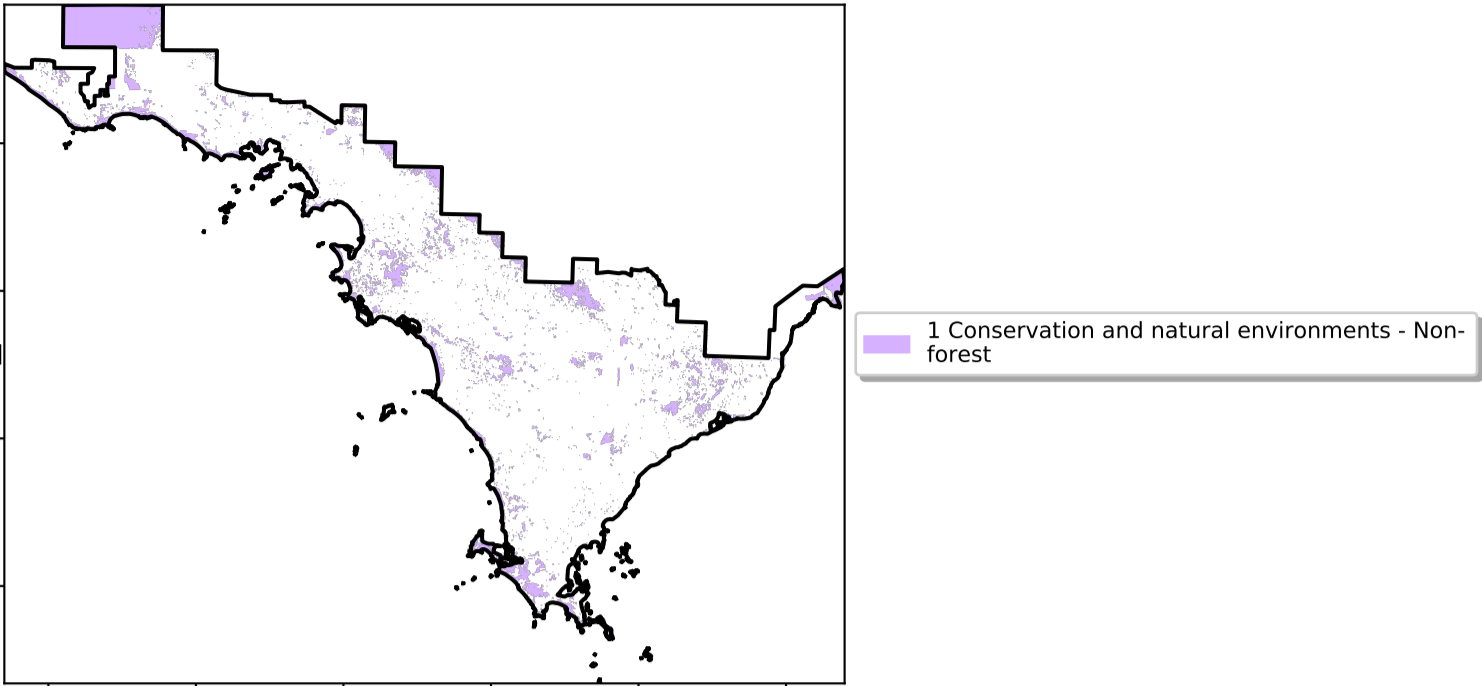 1 Conservation and natural environments - Non-
forest